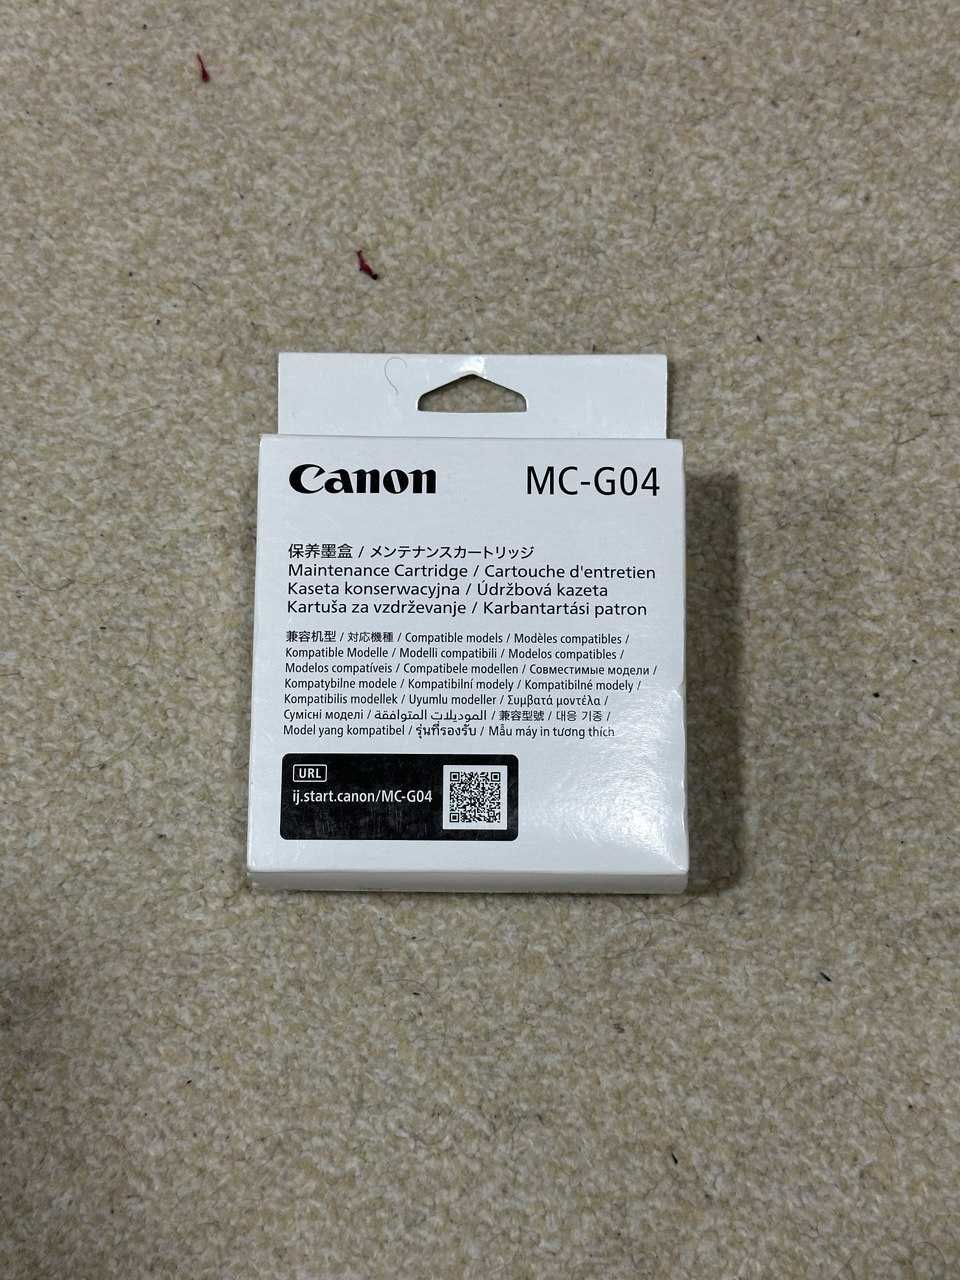 Canon MC-G04
保养墨盒 / メンテナンスカートリッジ
Maintenance Cartridge / Cartouche d'entretien
Kaseta konserwacyjna / Údržbová kazeta
Kartuša za vzdrževanje / Karbantartási patron
兼容机型 / 対応機種 / Compatible models / Modèles compatibles /
Kompatible Modelle / Modelli compatibili / Modelos compatibles /
Modelos compatíveis / Compatibele modellen / Совместимые модели /
Kompatybilne modele / Kompatibilní modely / Kompatibilné modely /
Kompatibilis modellek / Uyumlu modeller / Συμβατά μοντέλα /
Сумісні моделі / الموديلات المتوافقة / 兼容型號 / 대응 기종 /
Model yang kompatibel / รุ่นที่รองรับ / Mẫu máy in tương thích
URL
ij.start.canon/MC-G04